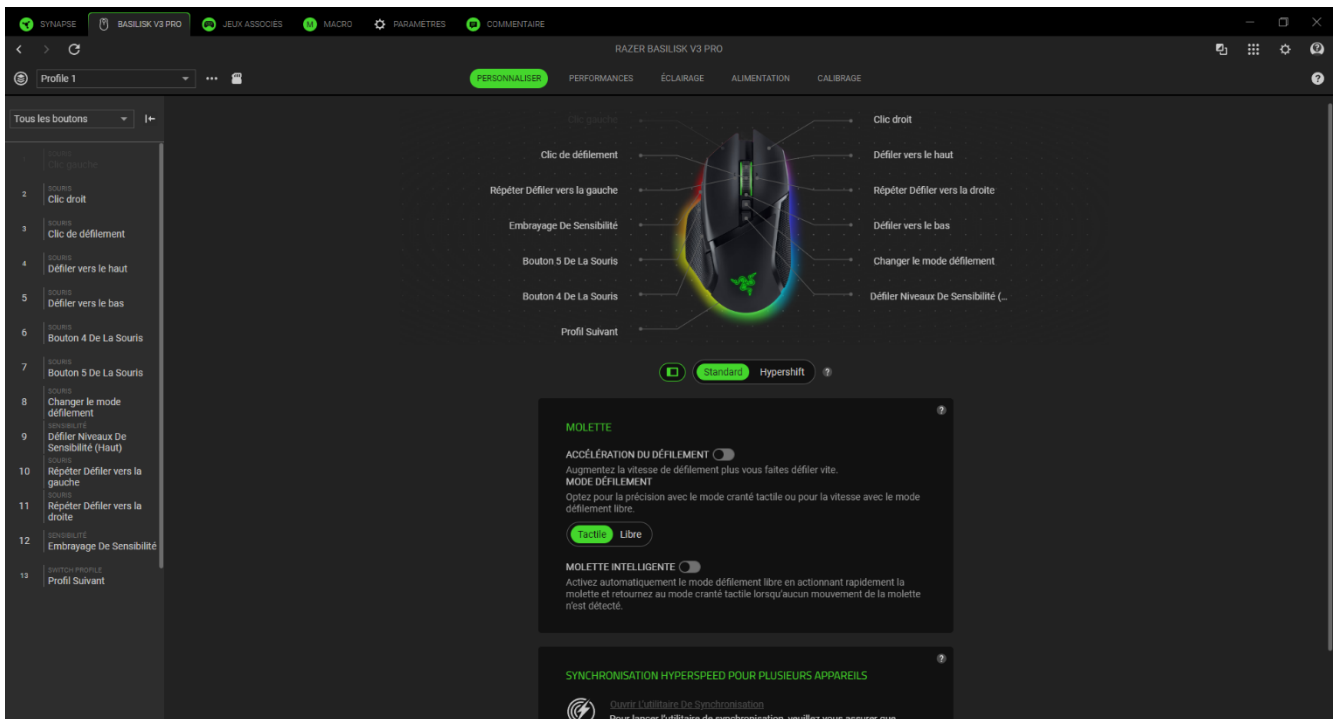 SYNAPSE
BASILISK V3 PRO
JEUX ASSOCIÉS
MACRO
PARAMÈTRES
COMMENTAIRE
RAZER BASILISK V3 PRO
Profile 1
PERSONNALISER
PERFORMANCES
ÉCLAIRAGE
ALIMENTATION
CALIBRAGE
Tous les boutons
SOURIS
Clic gauche
2
SOURIS
Clic droit
3
SOURIS
Clic de défilement
4
SOURIS
Défiler vers le haut
5
SOURIS
Défiler vers le bas
6
SOURIS
Bouton 4 De La Souris
7
SOURIS
Bouton 5 De La Souris
8
SOURIS
Changer le mode
défilement
9
SENSIBILITÉ
Défiler Niveaux De
Sensibilité (Haut)
10
SOURIS
Répéter Défiler vers la
gauche
11
SOURIS
Répéter Défiler vers la
droite
12
SENSIBILITÉ
Embrayage De Sensibilité
13
SWITCH PROFILE
Profil Suivant
Clic gauche
Clic de défilement
Répéter Défiler vers la gauche
Embrayage De Sensibilité
Bouton 5 De La Souris
Bouton 4 De La Souris
Profil Suivant
Clic droit
Défiler vers le haut
Répéter Défiler vers la droite
Défiler vers le bas
Changer le mode défilement
Défiler Niveaux De Sensibilité (...
Standard
Hypershift
MOLETTE
ACCÉLÉRATION DU DÉFILEMENT
Augmentez la vitesse de défilement plus vous faites défiler vite.
MODE DÉFILEMENT
Optez pour la précision avec le mode cranté tactile ou pour la vitesse avec le mode
défilement libre.
Tactile
Libre
MOLETTE INTELLIGENTE
Activez automatiquement le mode défilement libre en actionnant rapidement la
molette et retournez au mode cranté tactile lorsqu'aucun mouvement de la molette
n'est détecté.
SYNCHRONISATION HYPERSPEED POUR PLUSIEURS APPAREILS
Ouvrir L'utilitaire De Synchronisation
Pour lancer l'utilitaire de synchronisation, veuillez vous assurer que